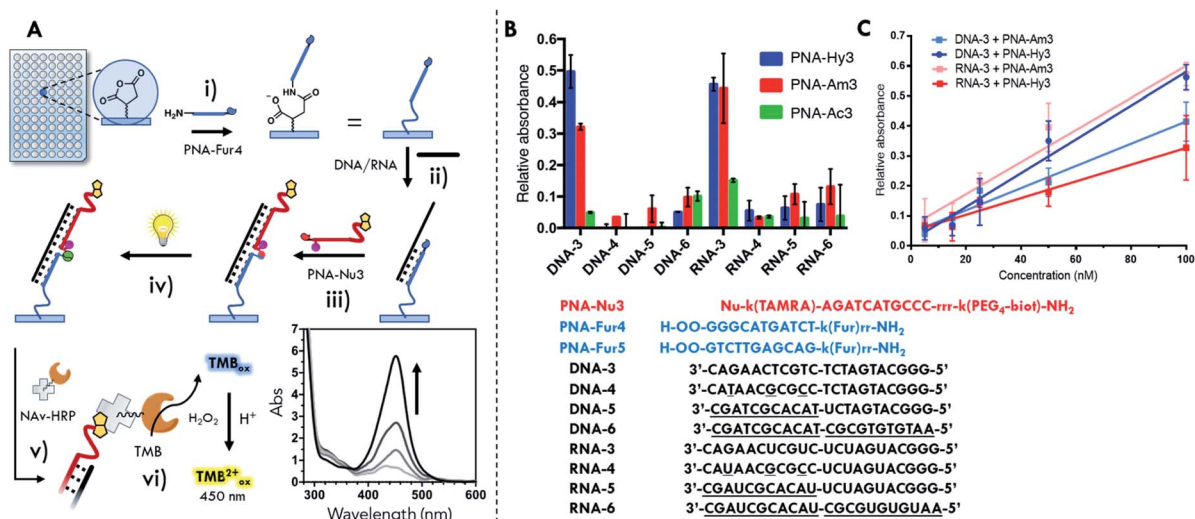 A
i)
H₂N
PNA-Fur4
O
O
O
O
O⁻
HN
O
=
DNA/RNA
ii)
PNA-Nu3
iii)
iv)
NAv-HRP
v)
TMB
vi)
H₂O₂
TMBox
H⁺
TMB²⁺ox
450 nm
Abs
7
6
5
4
3
2
1
0
300 400 500 600
Wavelength (nm)
B
Relative absorbance
0.6
0.5
0.4
0.3
0.2
0.1
0.0
PNA-Hy3
PNA-Am3
PNA-Ac3
DNA-3 DNA-4 DNA-5 DNA-6 RNA-3 RNA-4 RNA-5 RNA-6
C
Relative absorbance
0.7
0.6
0.5
0.4
0.3
0.2
0.1
0.0
DNA-3 + PNA-Am3
DNA-3 + PNA-Hy3
RNA-3 + PNA-Am3
RNA-3 + PNA-Hy3
0 20 40 60 80 100
Concentration (nM)
PNA-Nu3 Nu-k(TAMRA)-AGATCATGCCC-rrr-k(PEG₄-biot)-NH₂
PNA-Fur4 H-OO-GGGCATGATCT-k(Fur)rr-NH₂
PNA-Fur5 H-OO-GTCTTGAGCAG-k(Fur)rr-NH₂
DNA-3 3'-CAGAACTCGTC-TCTAGTACGGG-5'
DNA-4 3'-CATAACGCGCC-TCTAGTACGGG-5'
DNA-5 3'-CGATCGCACAT-UCTAGTACGGG-5'
DNA-6 3'-CGATCGCACAT-CGCGTGTGTAA-5'
RNA-3 3'-CAGAACUCGUC-UCUAGUACGGG-5'
RNA-4 3'-CAUAACGCGCC-UCUAGUACGGG-5'
RNA-5 3'-CGAUCGCACAU-UCUAGUACGGG-5'
RNA-6 3'-CGAUCGCACAU-CGCGUGUGUAA-5'